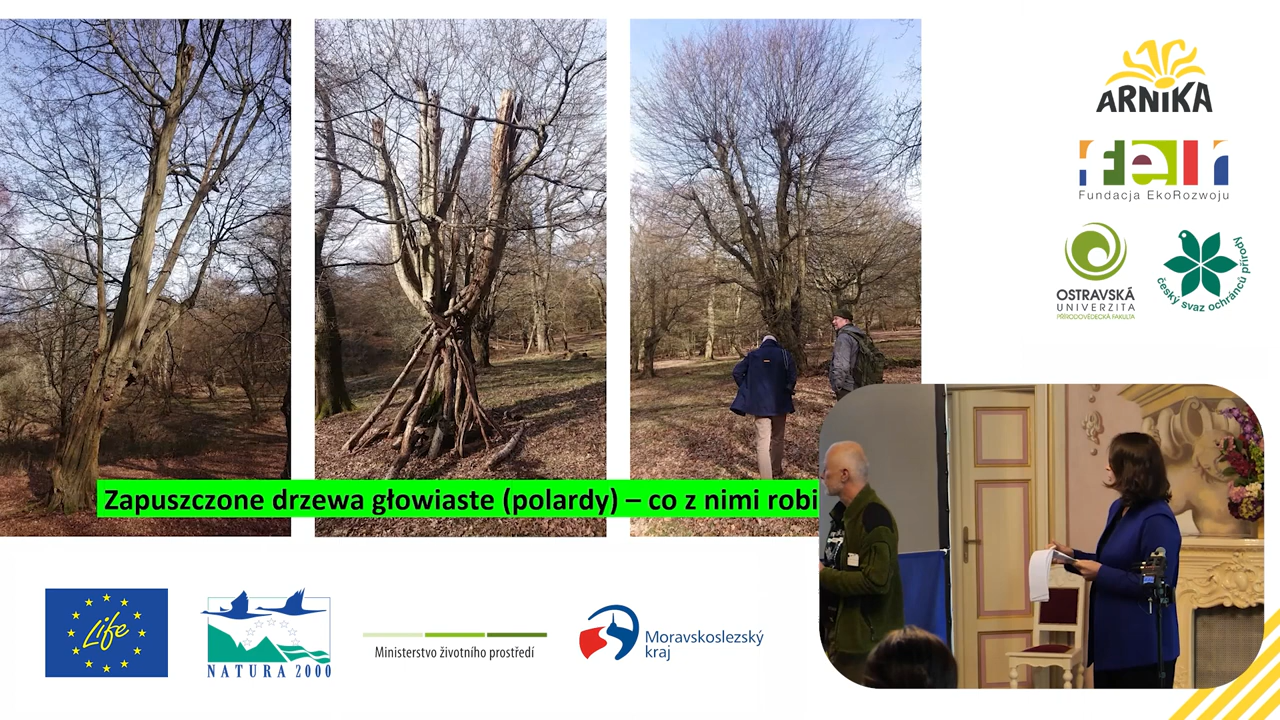 ARNIKA
feri
Fundacja EkoRozwoju
OSTRAVSKÁ
UNIVERZITA
PŘÍRODOVĚDECKÁ FAKULTA
český svaz ochránců přírody
Zapuszczone drzewa głowiaste (polardy) – co z nimi robi
Life
NATURA 2000
Ministerstvo životního prostředí
Moravskoslezský
kraj